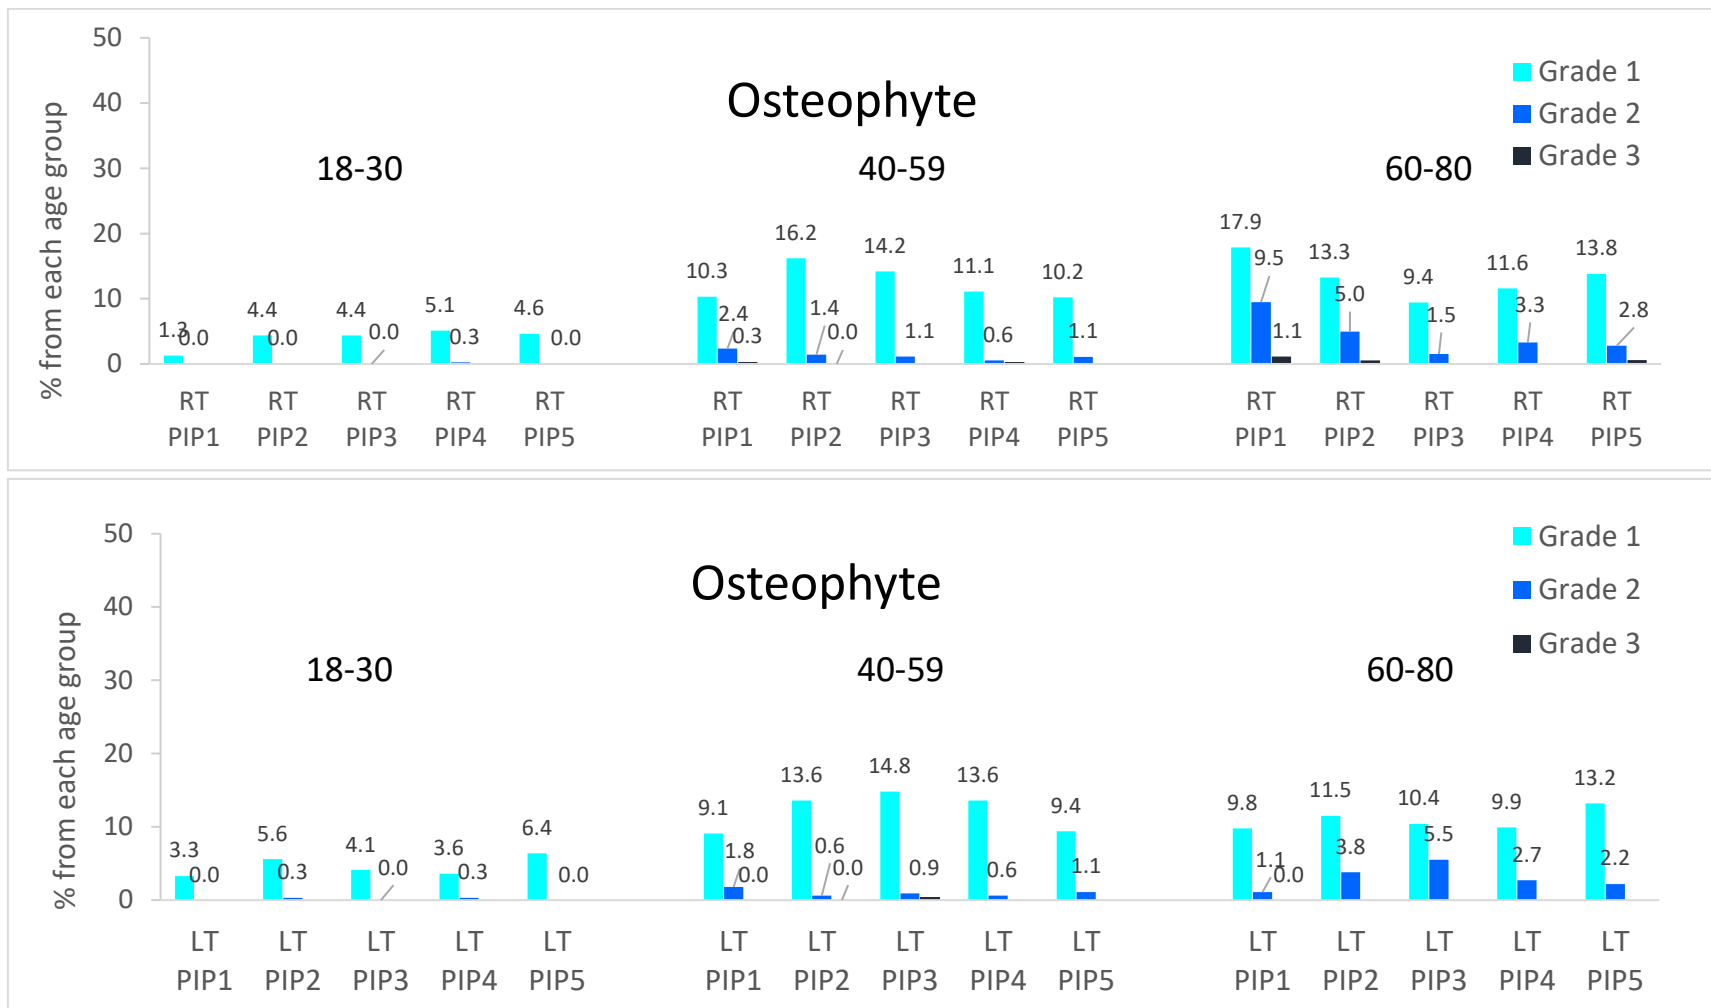 50
40
30
20
10
0
% from each age group
Osteophyte
18-30
40-59
60-80
Grade 1
Grade 2
Grade 3
1.3 0.0 4.4 0.0 4.4 0.0 5.1 0.3 4.6 0.0
10.3 2.4 0.3 16.2 1.4 0.0 14.2 1.1 11.1 0.6 10.2 1.1
17.9 9.5 1.1 13.3 5.0 9.4 1.5 11.6 3.3 13.8 2.8
RT RT RT RT RT RT RT RT RT RT RT RT RT RT RT
PIP1 PIP2 PIP3 PIP4 PIP5 PIP1 PIP2 PIP3 PIP4 PIP5 PIP1 PIP2 PIP3 PIP4 PIP5
50
40
30
20
10
0
% from each age group
Osteophyte
18-30
40-59
60-80
Grade 1
Grade 2
Grade 3
3.3 0.0 5.6 0.3 4.1 0.0 3.6 0.3 6.4 0.0
9.1 1.8 0.0 13.6 0.6 0.0 14.8 0.9 13.6 0.6 9.4 1.1
9.8 1.1 0.0 11.5 3.8 10.4 5.5 9.9 2.7 13.2 2.2
LT LT LT LT LT LT LT LT LT LT LT LT LT LT LT
PIP1 PIP2 PIP3 PIP4 PIP5 PIP1 PIP2 PIP3 PIP4 PIP5 PIP1 PIP2 PIP3 PIP4 PIP5